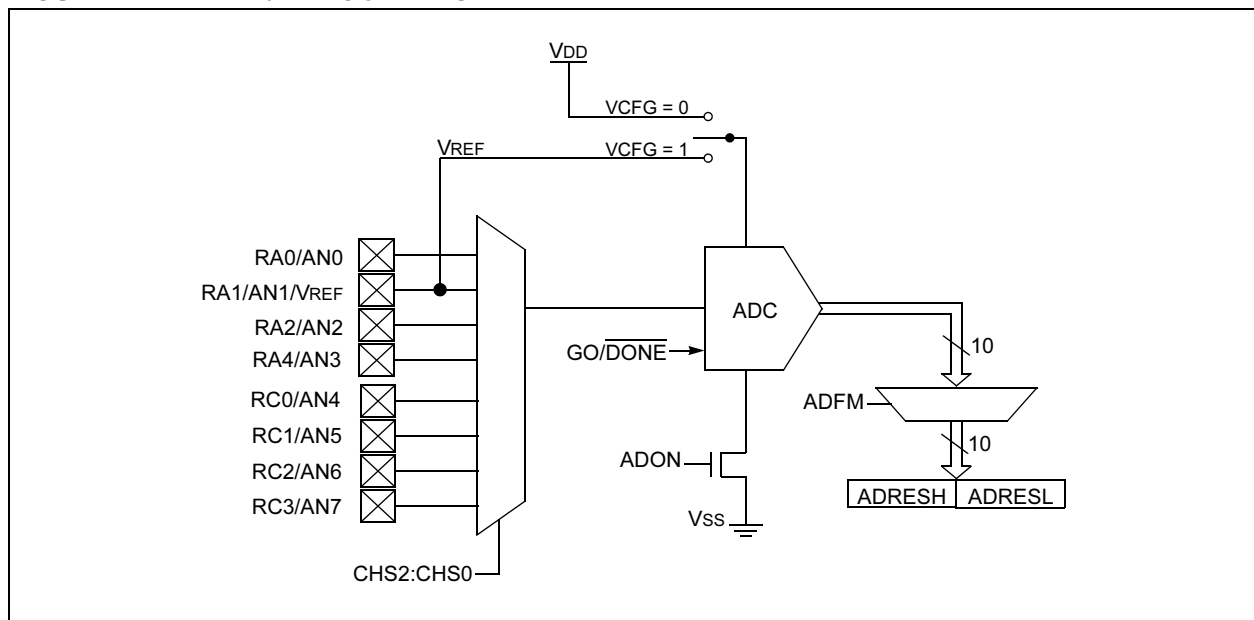 VDD
VCFG = 0
VREF
VCFG = 1
RA0/AN0
RA1/AN1/VREF
RA2/AN2
RA4/AN3
RC0/AN4
RC1/AN5
RC2/AN6
RC3/AN7
CHS2:CHS0
ADC
GO/DONE
10
ADFM
10
ADON
ADRESH ADRESL
VSS